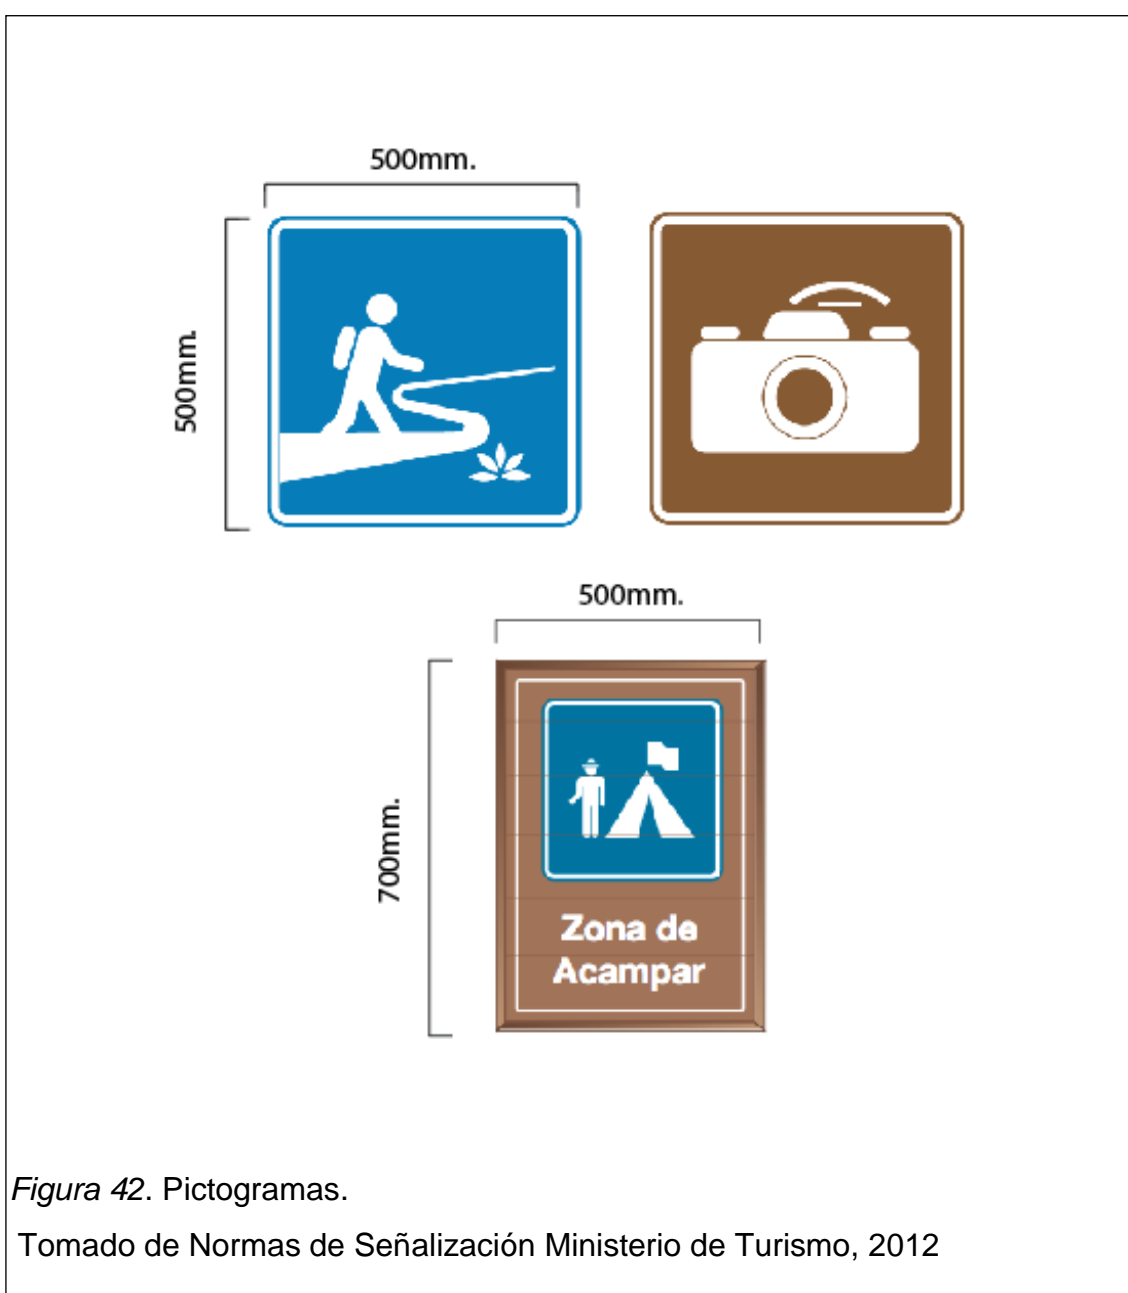 500mm.
500mm.
500mm.
700mm.
Zona de
Acampar
Figura 42. Pictogramas.
Tomado de Normas de Señalización Ministerio de Turismo, 2012